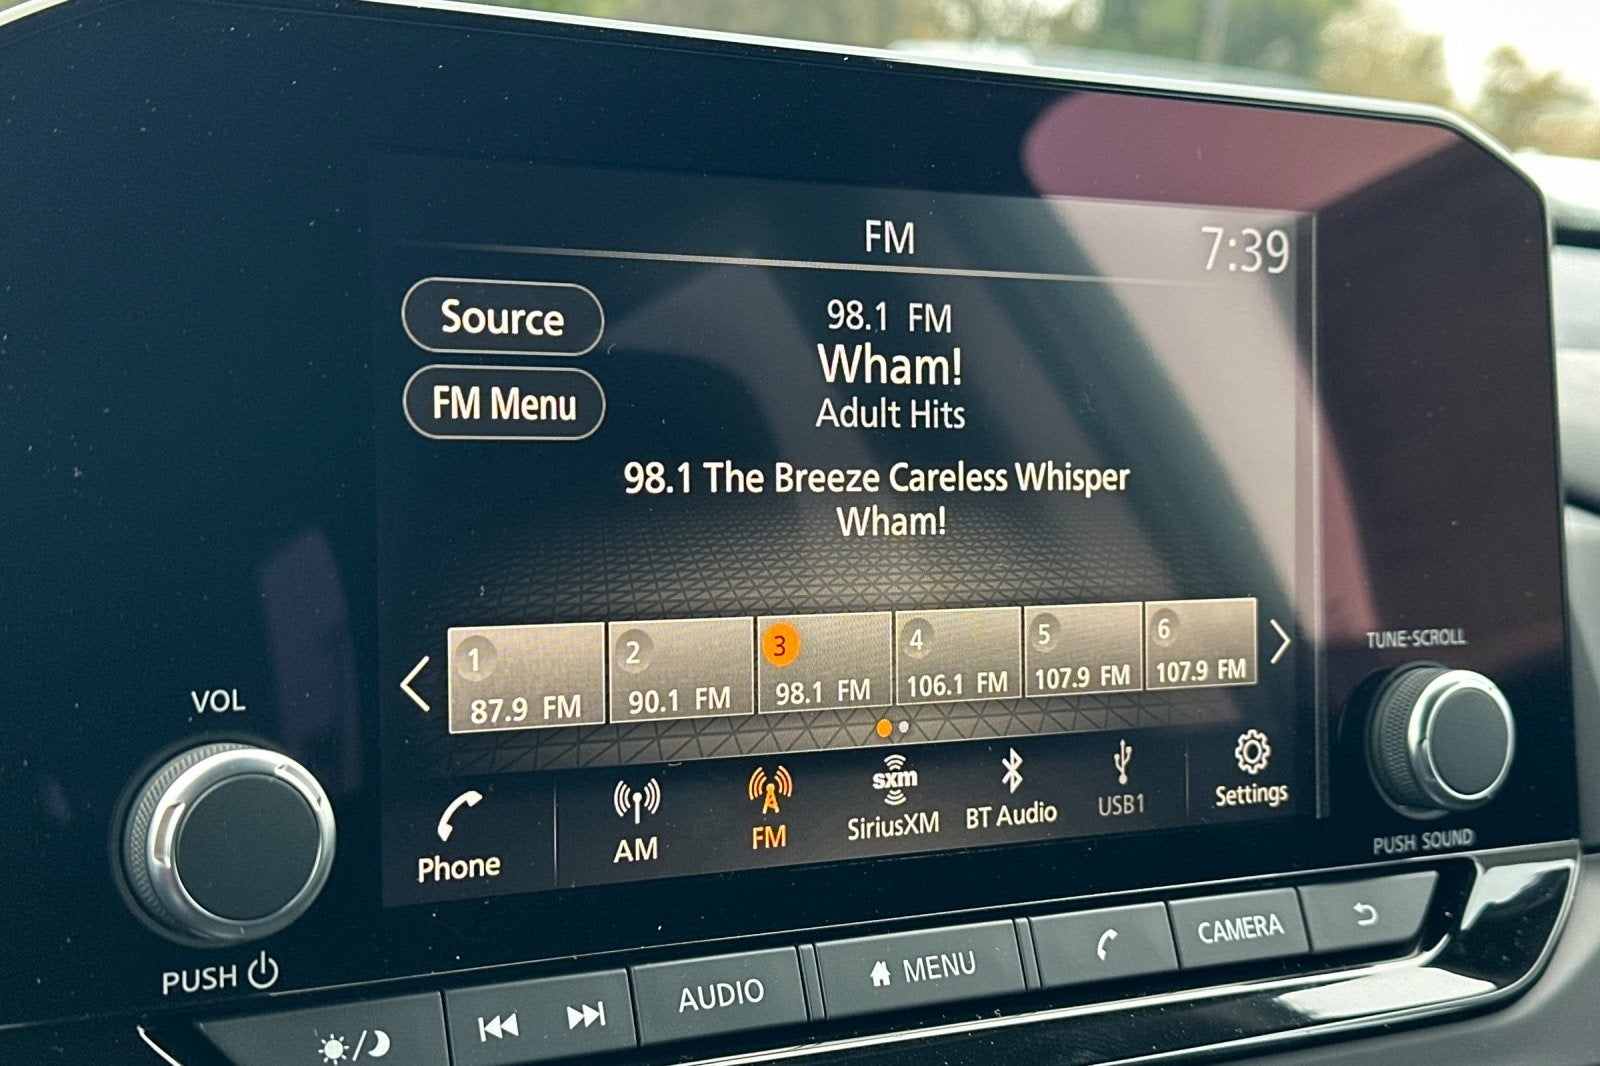 FM
7:39
Source
FM Menu
98.1 FM
Wham!
Adult Hits
98.1 The Breeze Careless Whisper
Wham!
1
87.9 FM
2
90.1 FM
3
98.1 FM
4
106.1 FM
5
107.9 FM
6
107.9 FM
Phone
AM
FM
sxm
SiriusXM
BT Audio
USB1
Settings
VOL
PUSH
TUNE·SCROLL
PUSH SOUND
AUDIO
MENU
CAMERA